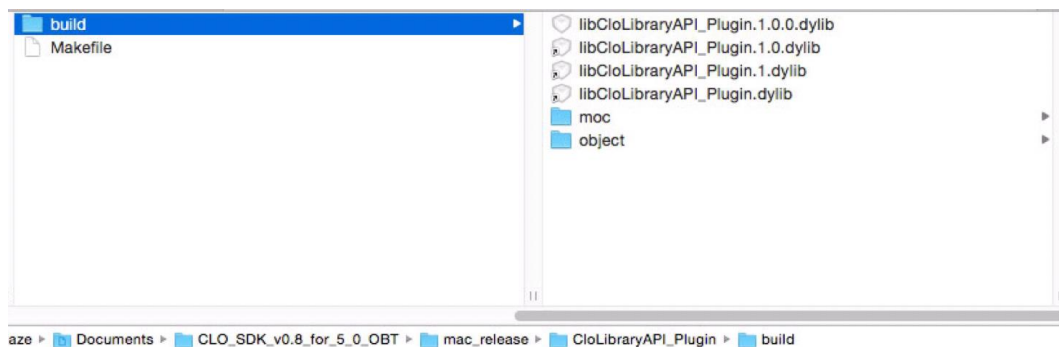 build
Makefile
libCloLibraryAPI_Plugin.1.0.0.dylib
libCloLibraryAPI_Plugin.1.0.dylib
libCloLibraryAPI_Plugin.1.dylib
libCloLibraryAPI_Plugin.dylib
moc
object
aze ▸ Documents ▸ CLO_SDK_v0.8_for_5_0_OBT ▸ mac_release ▸ CloLibraryAPI_Plugin ▸ build